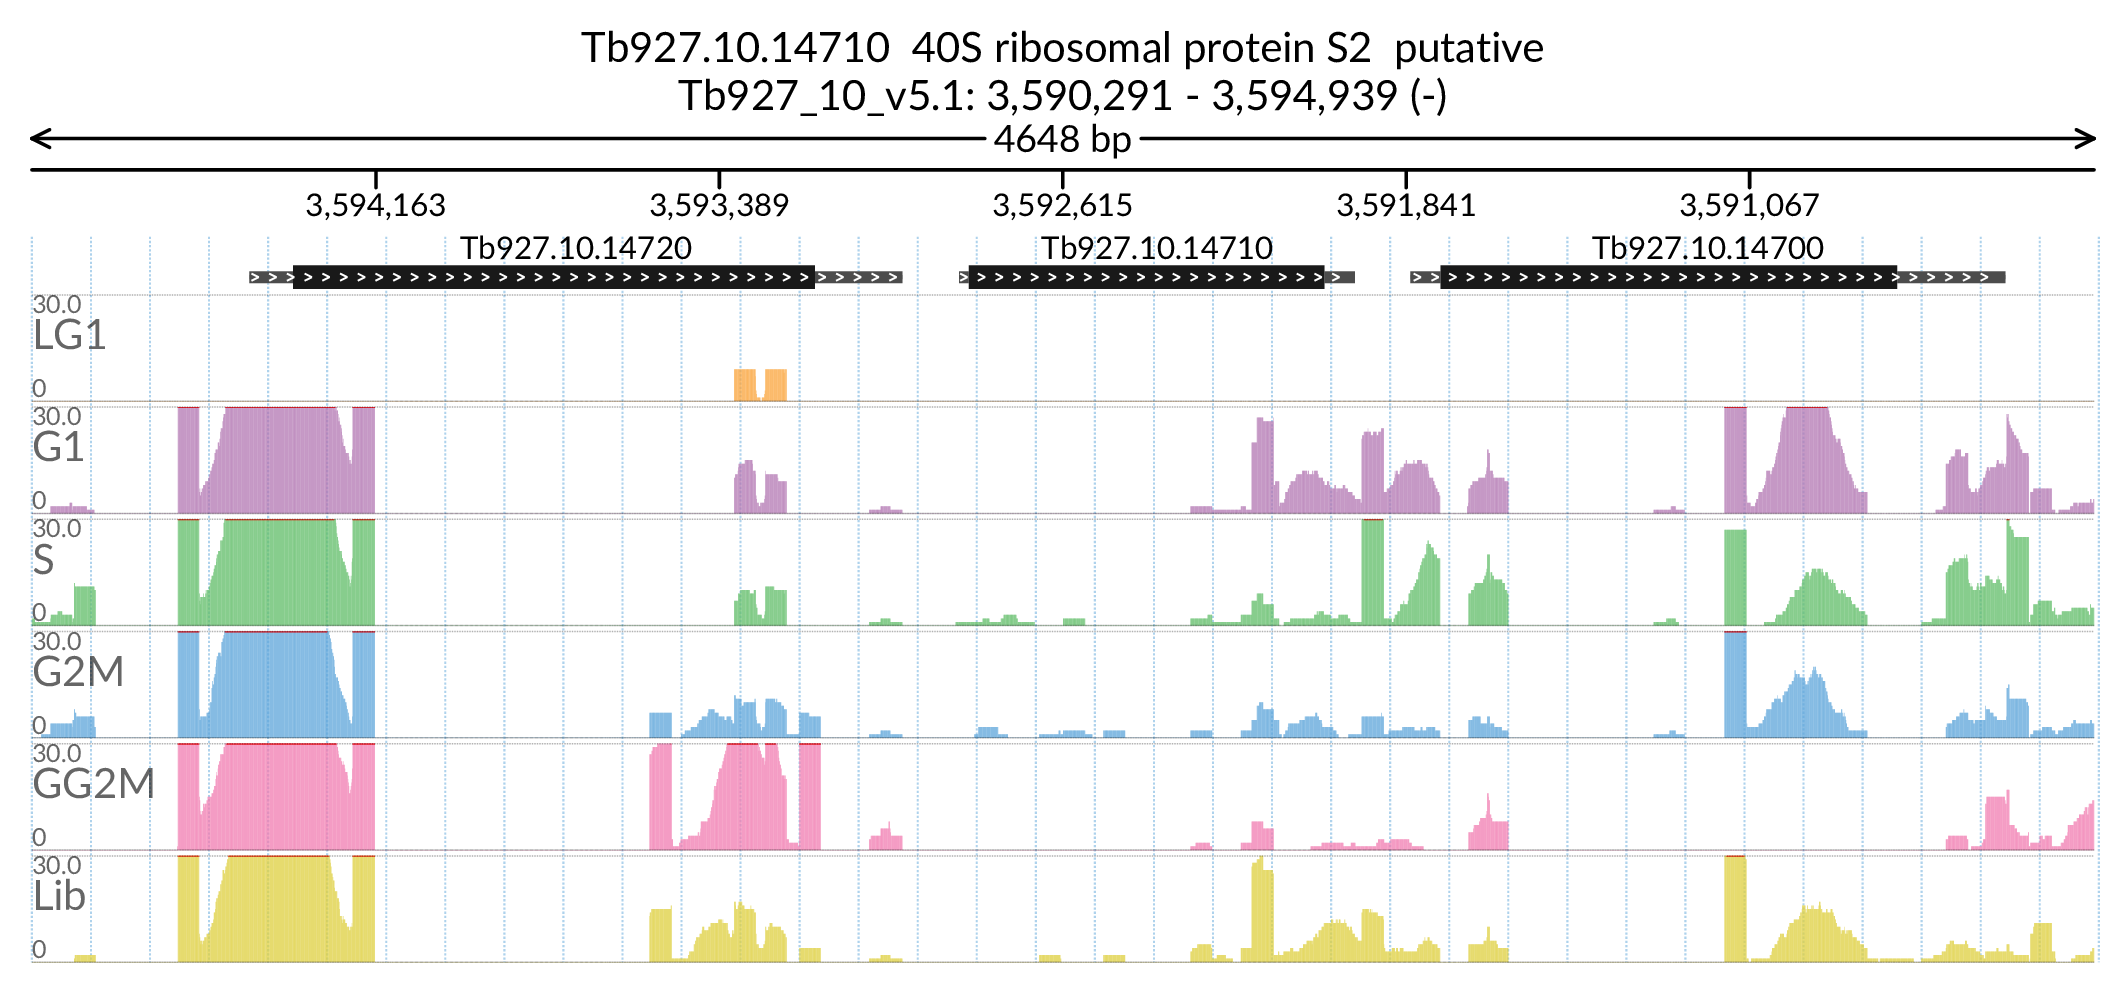 Tb927.10.14710 40S ribosomal protein S2 putative
Tb927_10_v5.1: 3,590,291 - 3,594,939 (-)
4648 bp
3,594,163 3,593,389 3,592,615 3,591,841 3,591,067
Tb927.10.14720 Tb927.10.14710 Tb927.10.14700
30.0
LG1
0
30.0
G1
0
30.0
S
0
30.0
G2M
0
30.0
GG2M
0
30.0
Lib
0